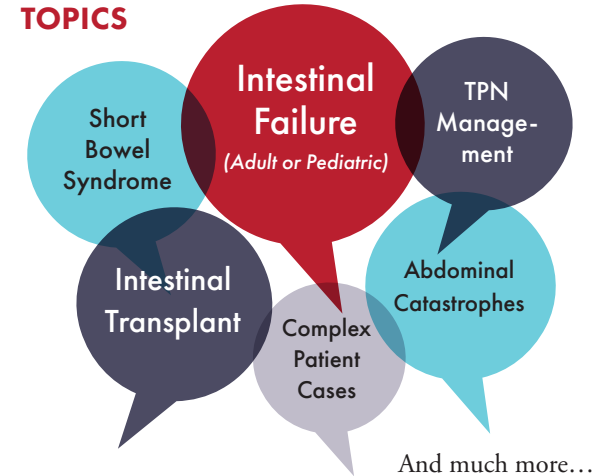 TOPICS
Short
Bowel
Syndrome
Intestinal
Failure
(Adult or Pediatric)
TPN
Manage-
ment
Intestinal
Transplant
Complex
Patient
Cases
Abdominal
Catastrophes
And much more…